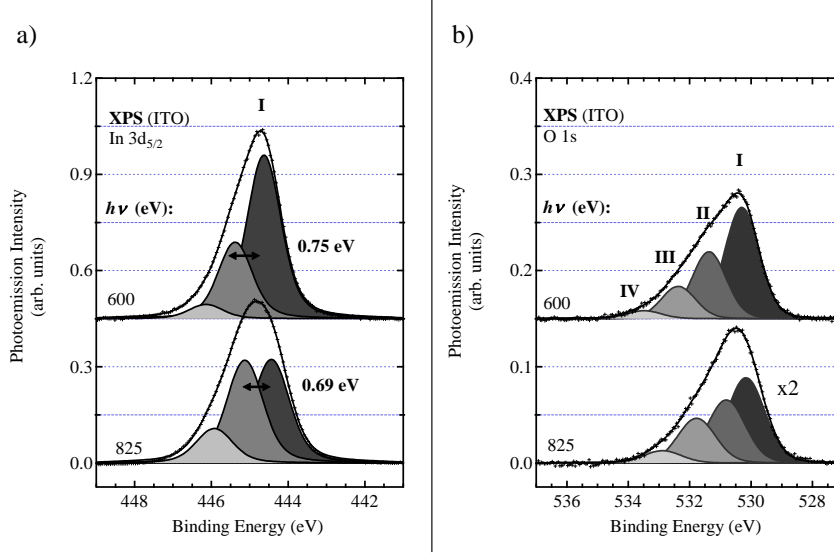 a)
1.2
0.9
0.6
0.3
0.0
Photoemission Intensity
(arb. units)
XPS (ITO)
In 3d5/2
I
hν (eV):
0.75 eV
600
0.69 eV
825
448
446
444
442
Binding Energy (eV)
b)
0.4
0.3
0.2
0.1
0.0
Photoemission Intensity
(arb. units)
XPS (ITO)
O 1s
I
hν (eV):
II
III
IV
600
x2
825
536
534
532
530
528
Binding Energy (eV)